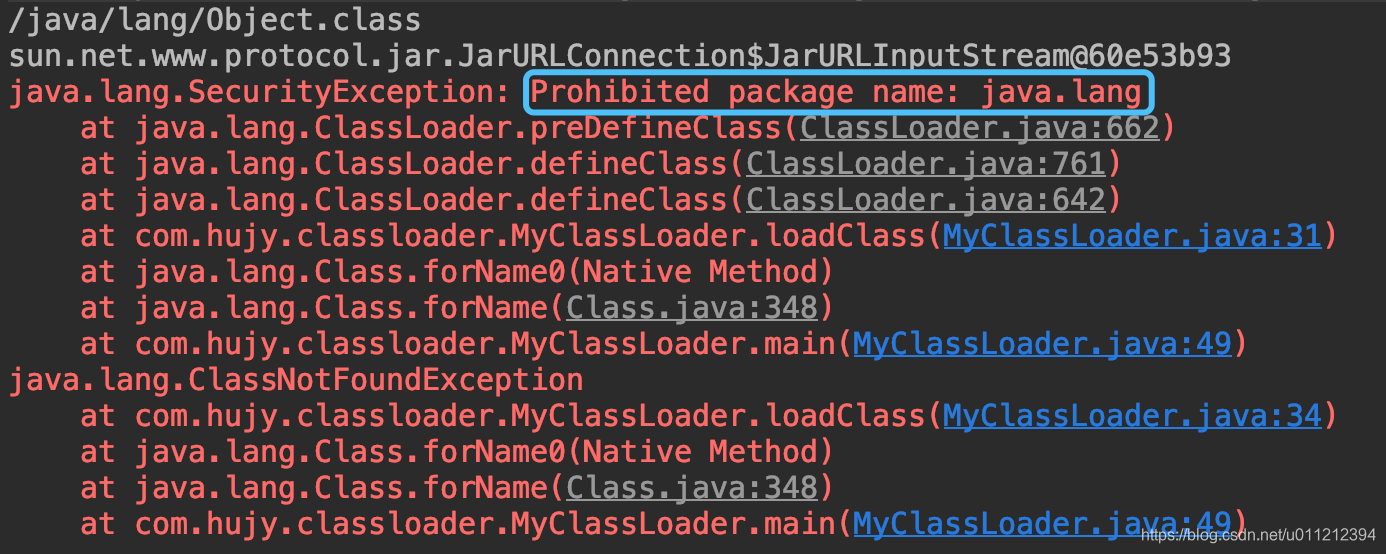 /java/lang/Object.class
sun.net.www.protocol.jar.JarURLConnection$JarURLInputStream@60e53b93
java.lang.SecurityException: Prohibited package name: java.lang
at java.lang.ClassLoader.preDefineClass(ClassLoader.java:662)
at java.lang.ClassLoader.defineClass(ClassLoader.java:761)
at java.lang.ClassLoader.defineClass(ClassLoader.java:642)
at com.hujy.classloader.MyClassLoader.loadClass(MyClassLoader.java:31)
at java.lang.Class.forName0(Native Method)
at java.lang.Class.forName(Class.java:348)
at com.hujy.classloader.MyClassLoader.main(MyClassLoader.java:49)
java.lang.ClassNotFoundException
at com.hujy.classloader.MyClassLoader.loadClass(MyClassLoader.java:34)
at java.lang.Class.forName0(Native Method)
at java.lang.Class.forName(Class.java:348)
at com.hujy.classloader.MyClassLoader.main(MyClassLoader.java:49)
https://blog.csdn.net/u011212394